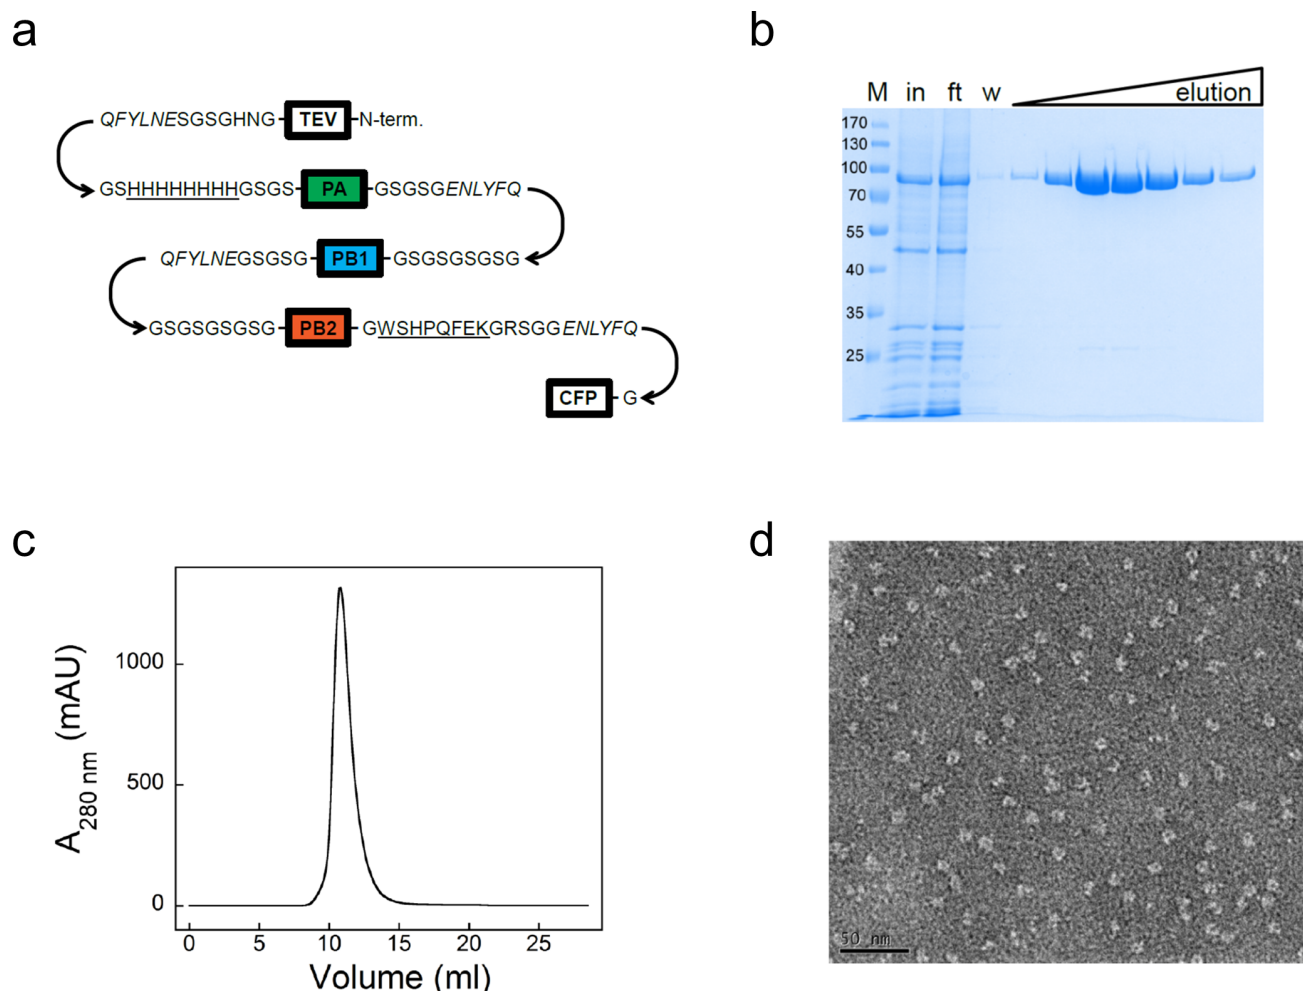 a
QFYLNESGSGHNG TEV N-term.
GSHHHHHHHHGSGS PA GSGSGENLYFQ
QFYLNEGSGSG PB1 GSGSGSGSG
GSGSGSGSG PB2 GWSHPQFEKGRSGGENLYFQ
CFP G
b
M in ft w elution
170
130
100
70
55
40
35
25
c
A280 nm (mAU)
1000
500
0
0 5 10 15 20 25
Volume (ml)
d
50 nm